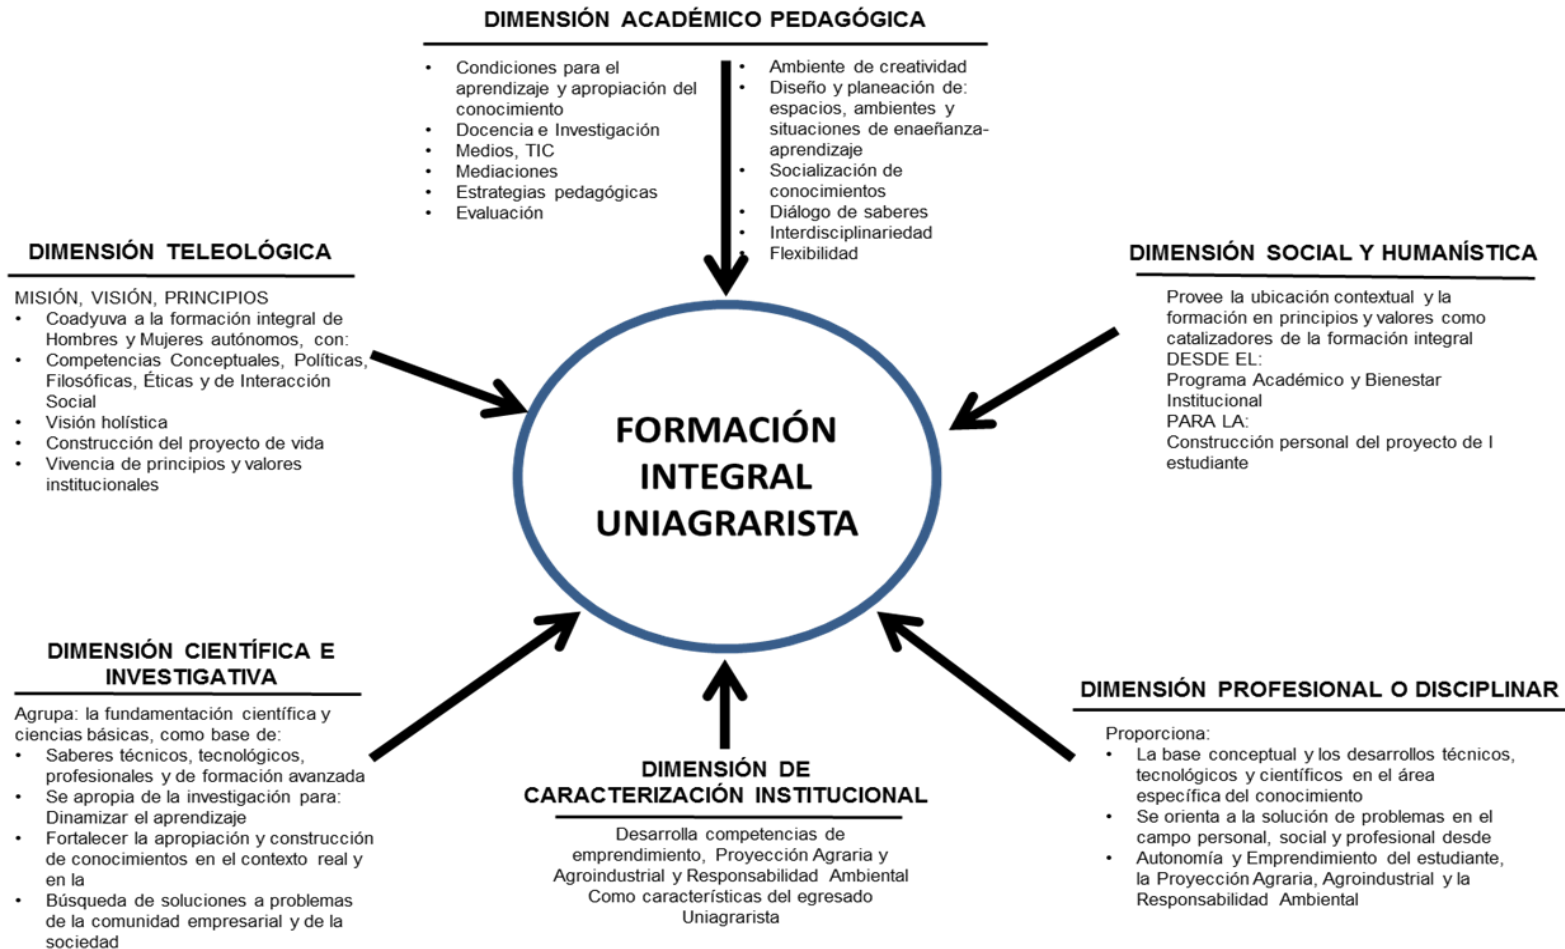 DIMENSIÓN ACADÉMICO PEDAGÓGICA
• Condiciones para el
aprendizaje y apropiación del
conocimiento
• Docencia e Investigación
• Medios, TIC
• Mediaciones
• Estrategias pedagógicas
• Evaluación
• Ambiente de creatividad
• Diseño y planeación de:
espacios, ambientes y
situaciones de enaeñanza-
aprendizaje
• Socialización de
conocimientos
• Diálogo de saberes
• Interdisciplinariedad
• Flexibilidad
DIMENSIÓN TELEOLÓGICA
MISIÓN, VISIÓN, PRINCIPIOS
• Coadyuva a la formación integral de
Hombres y Mujeres autónomos, con:
• Competencias Conceptuales, Políticas,
Filosóficas, Éticas y de Interacción
Social
• Visión holística
• Construcción del proyecto de vida
• Vivencia de principios y valores
institucionales
DIMENSIÓN SOCIAL Y HUMANÍSTICA
Provee la ubicación contextual y la
formación en principios y valores como
catalizadores de la formación integral
DESDE EL:
Programa Académico y Bienestar
Institucional
PARA LA:
Construcción personal del proyecto de l
estudiante
FORMACIÓN
INTEGRAL
UNIAGRARISTA
DIMENSIÓN CIENTÍFICA E
INVESTIGATIVA
Agrupa: la fundamentación científica y
ciencias básicas, como base de:
• Saberes técnicos, tecnológicos,
profesionales y de formación avanzada
• Se apropia de la investigación para:
Dinamizar el aprendizaje
• Fortalecer la apropiación y construcción
de conocimientos en el contexto real y
en la
• Búsqueda de soluciones a problemas
de la comunidad empresarial y de la
sociedad
DIMENSIÓN DE
CARACTERIZACIÓN INSTITUCIONAL
Desarrolla competencias de
emprendimiento, Proyección Agraria y
Agroindustrial y Responsabilidad Ambiental
Como características del egresado
Uniagrarista
DIMENSIÓN PROFESIONAL O DISCIPLINAR
Proporciona:
• La base conceptual y los desarrollos técnicos,
tecnológicos y científicos en el área
específica del conocimiento
• Se orienta a la solución de problemas en el
campo personal, social y profesional desde
• Autonomía y Emprendimiento del estudiante,
la Proyección Agraria, Agroindustrial y la
Responsabilidad Ambiental